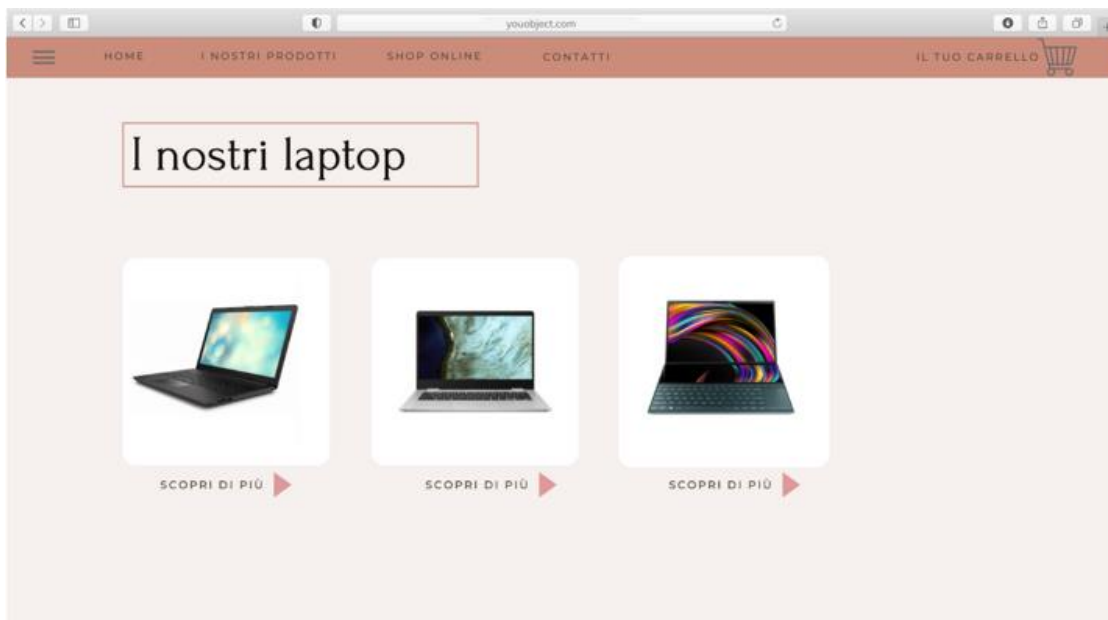 youobject.com
HOME I NOSTRI PRODOTTI SHOP ONLINE CONTATTI IL TUO CARRELLO
I nostri laptop
SCOPRI DI PIÙ SCOPRI DI PIÙ SCOPRI DI PIÙ